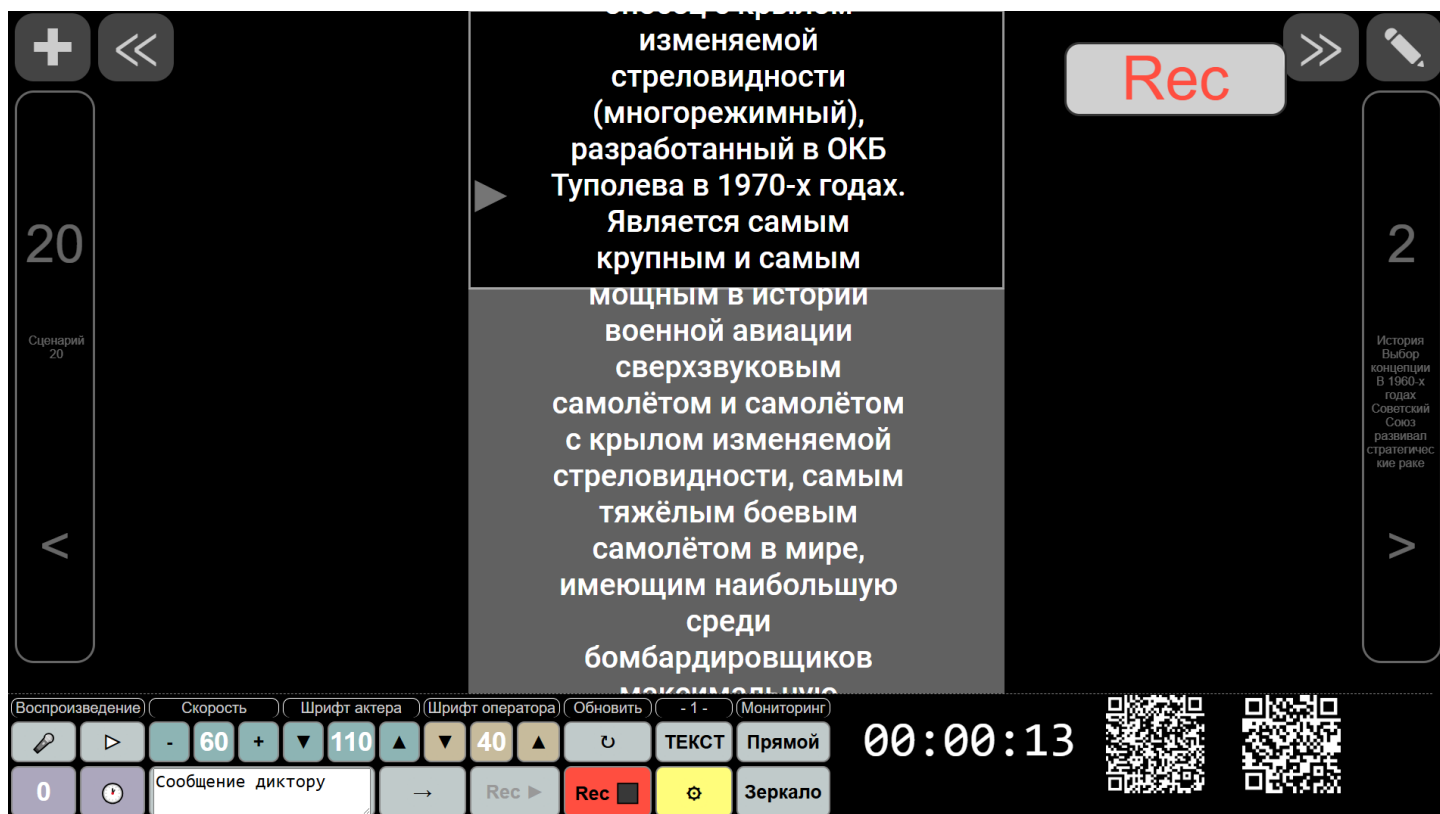 +
<<
изменяемой
стреловидности
(многорежимный),
разработанный в ОКБ
Туполева в 1970-х годах.
Является самым
крупным и самым
мощным в истории
военной авиации
сверхзвуковым
самолётом и самолётом
с крылом изменяемой
стреловидности, самым
тяжёлым боевым
самолётом в мире,
имеющим наибольшую
среди
бомбардировщиков
максимальную
Rec
>>
20
Сценарий
20
<
2
История
Выбор
концепции
В 1960-х
годах
Советский
Союз
развивал
стратегичес
кие раке
>
Воспроизведение Скорость Шрифт актера Шрифт оператора Обновить - 1 - Мониторинг
- 60 + ▼ 110 ▲ ▼ 40 ▲ ↻ ТЕКСТ Прямой
00:00:13
0 Сообщение диктору → Rec ► Rec Зеркало